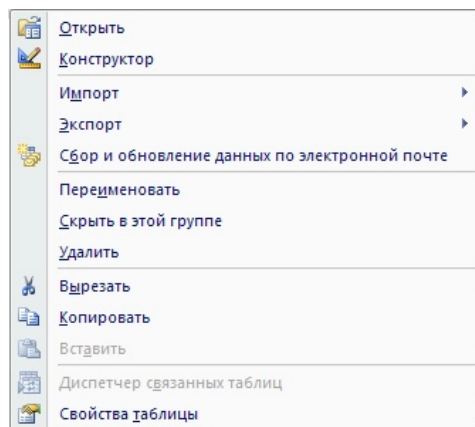 Открыть
Конструктор
Импорт
Экспорт
Сбор и обновление данных по электронной почте
Переименовать
Скрыть в этой группе
Удалить
Вырезать
Копировать
Вставить
Диспетчер связанных таблиц
Свойства таблицы